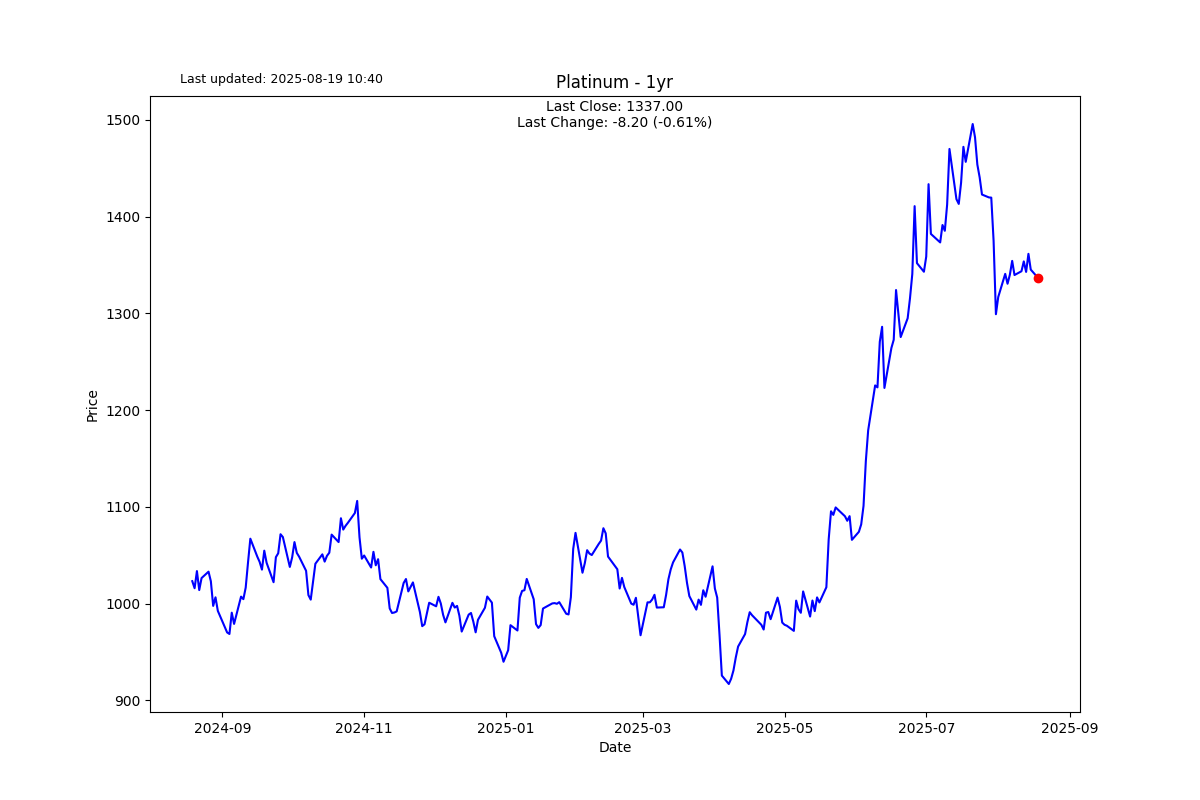 Last updated: 2025-08-19 10:40
Platinum - 1yr
Last Close: 1337.00
Last Change: -8.20 (-0.61%)
1500
1400
1300
1200
1100
1000
900
Price
2024-09 2024-11 2025-01 2025-03 2025-05 2025-07 2025-09
Date